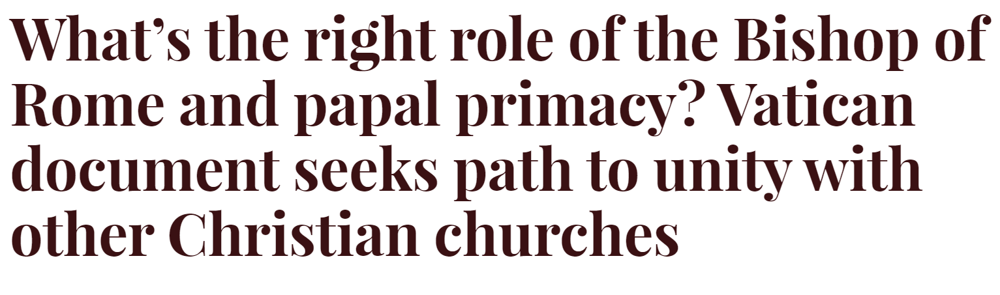 What’s the right role of the Bishop of
Rome and papal primacy? Vatican
document seeks path to unity with
other Christian churches